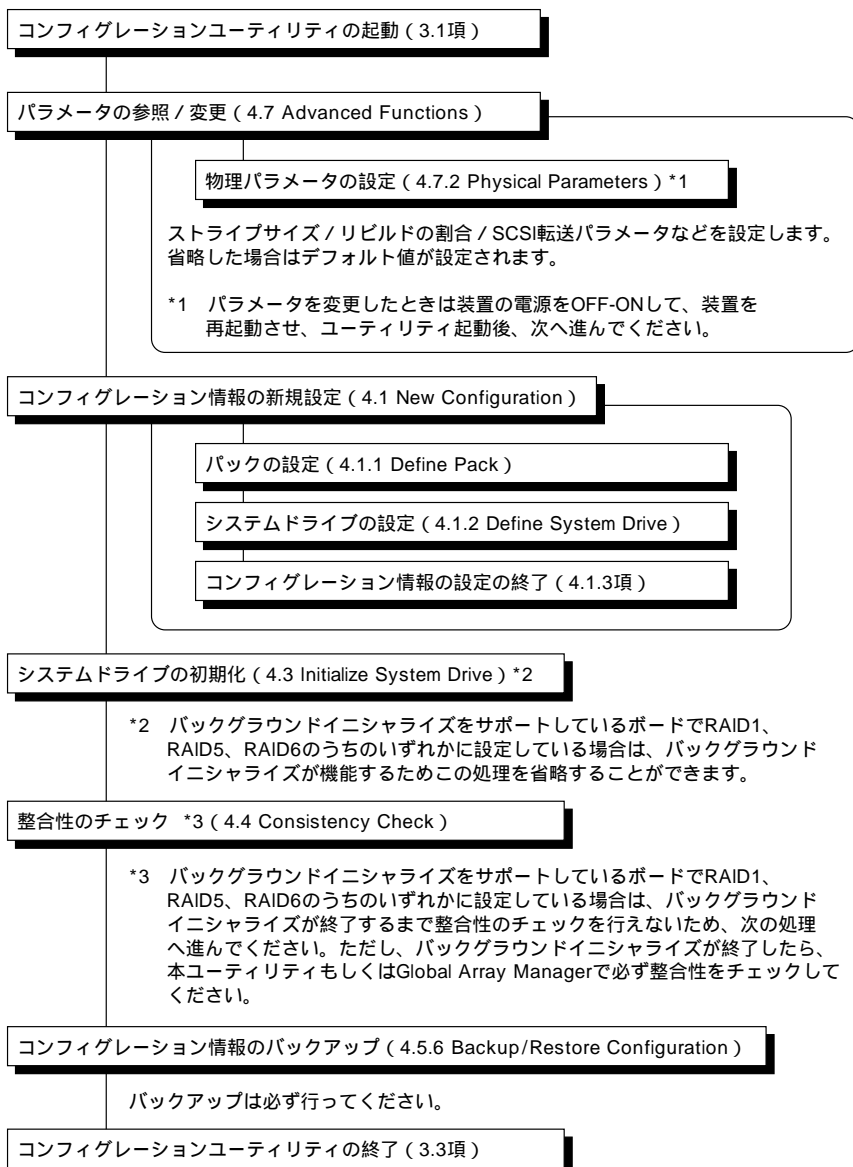 コンフィグレーションユーティリティの起動(3.1項)
パラメータの参照/変更(4.7 Advanced Functions)
物理パラメータの設定(4.7.2 Physical Parameters)*1
ストライプサイズ/リビルドの割合/SCSI転送パラメータなどを設定します。
省略した場合はデフォルト値が設定されます。
*1 パラメータを変更したときは装置の電源をOFF-ONして、装置を
再起動させ、ユーティリティ起動後、次へ進んでください。
コンフィグレーション情報の新規設定(4.1 New Configuration)
パックの設定(4.1.1 Define Pack)
システムドライブの設定(4.1.2 Define System Drive)
コンフィグレーション情報の設定の終了(4.1.3項)
システムドライブの初期化(4.3 Initialize System Drive)*2
*2 バックグラウンドイニシャライズをサポートしているボードでRAID1、
RAID5、RAID6のうちのいずれかに設定している場合は、バックグラウンド
イニシャライズが機能するためこの処理を省略することができます。
整合性のチェック *3(4.4 Consistency Check)
*3 バックグラウンドイニシャライズをサポートしているボードでRAID1、
RAID5、RAID6のうちのいずれかに設定している場合は、バックグラウンド
イニシャライズが終了するまで整合性のチェックを行えないため、次の処理
へ進んでください。ただし、バックグラウンドイニシャライズが終了したら、
本ユーティリティもしくはGlobal Array Managerで必ず整合性をチェックして
ください。
コンフィグレーション情報のバックアップ(4.5.6 Backup/Restore Configuration)
バックアップは必ず行ってください。
コンフィグレーションユーティリティの終了(3.3項)